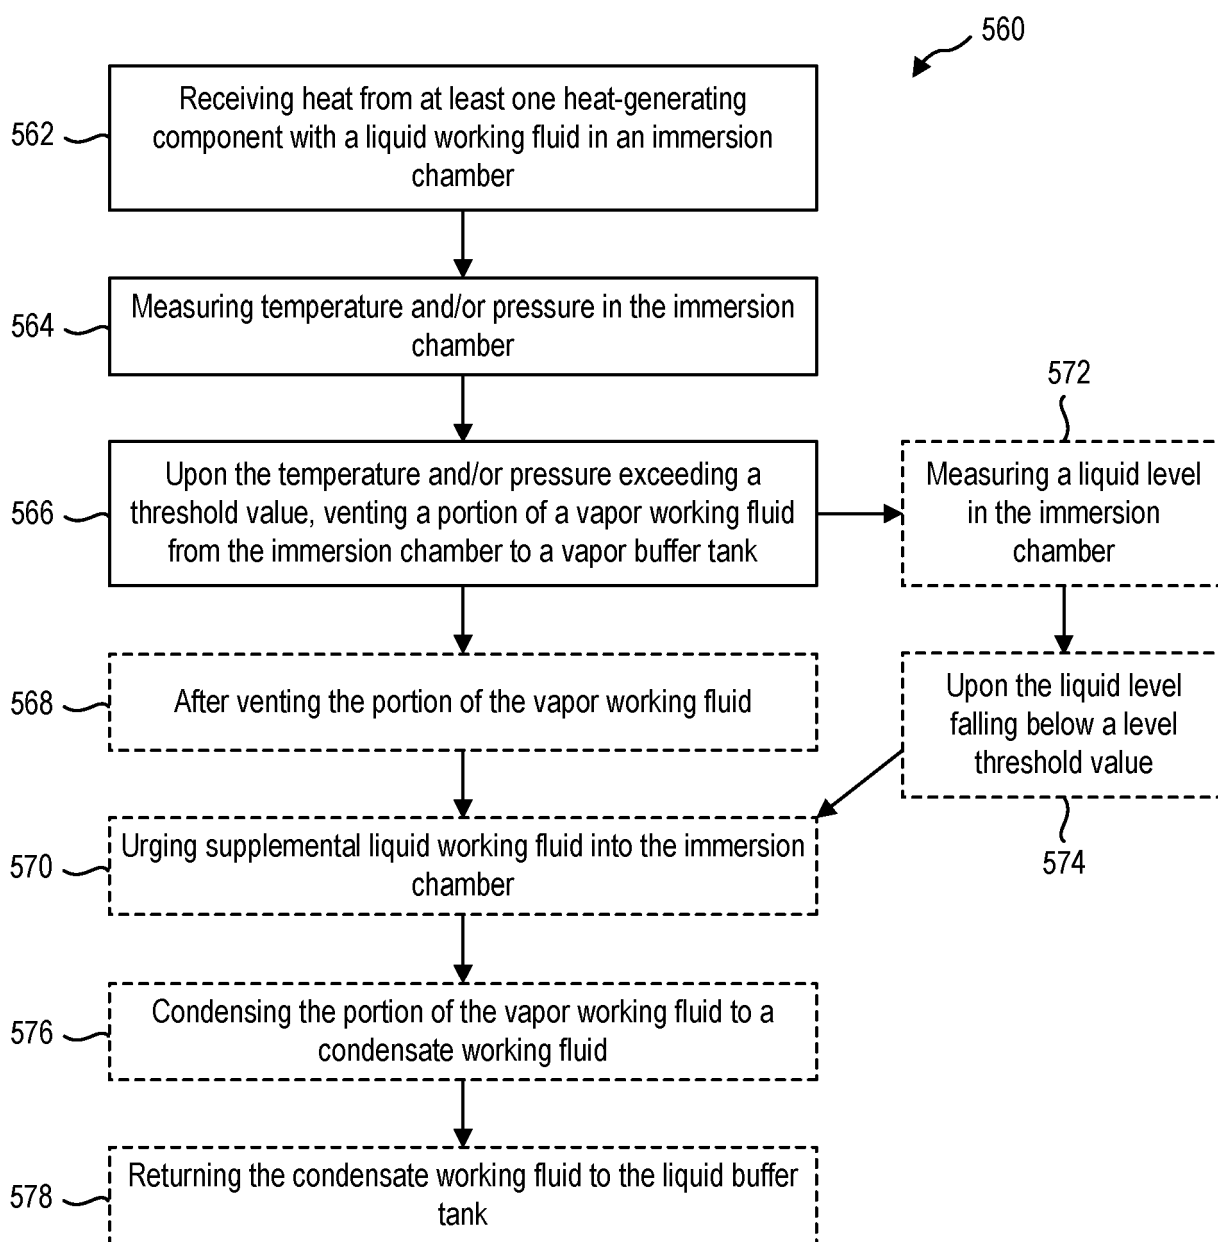 560
562
Receiving heat from at least one heat-generating
component with a liquid working fluid in an immersion
chamber
564
Measuring temperature and/or pressure in the immersion
chamber
566
Upon the temperature and/or pressure exceeding a
threshold value, venting a portion of a vapor working fluid
from the immersion chamber to a vapor buffer tank
572
Measuring a liquid level
in the immersion
chamber
568
After venting the portion of the vapor working fluid
Upon the liquid level
falling below a level
threshold value
574
570
Urging supplemental liquid working fluid into the immersion
chamber
576
Condensing the portion of the vapor working fluid to a
condensate working fluid
578
Returning the condensate working fluid to the liquid buffer
tank